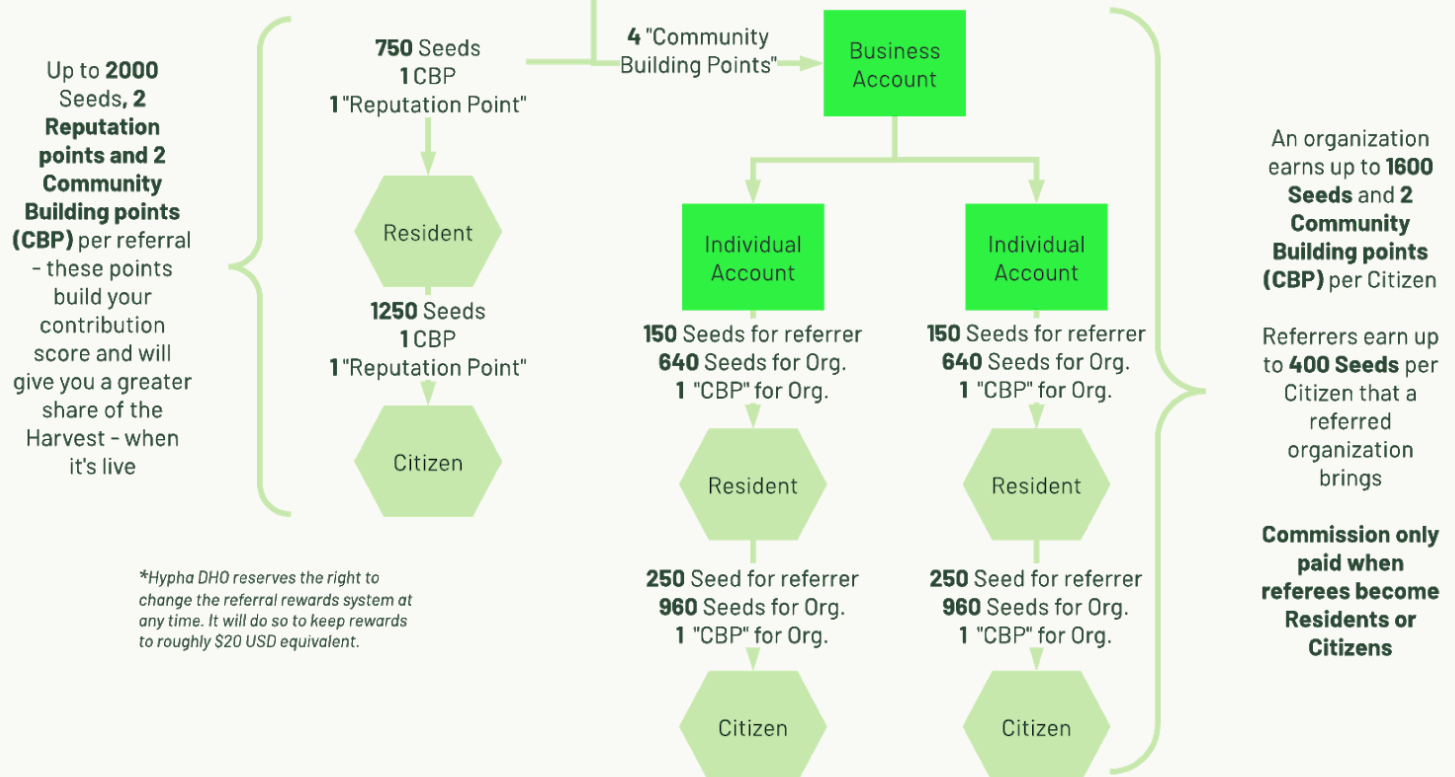 Up to 2000
Seeds, 2
Reputation
points and 2
Community
Building points
(CBP) per referral
- these points
build your
contribution
score and will
give you a greater
share of the
Harvest - when
it's live
750 Seeds
1 CBP
1 "Reputation Point"
Resident
1250 Seeds
1 CBP
1 "Reputation Point"
Citizen
*Hypha DHO reserves the right to
change the referral rewards system at
any time. It will do so to keep rewards
to roughly $20 USD equivalent.
4 "Community
Building Points"
Business
Account
Individual
Account
150 Seeds for referrer
640 Seeds for Org.
1 "CBP" for Org.
Resident
250 Seed for referrer
960 Seeds for Org.
1 "CBP" for Org.
Citizen
Individual
Account
150 Seeds for referrer
640 Seeds for Org.
1 "CBP" for Org.
Resident
250 Seed for referrer
960 Seeds for Org.
1 "CBP" for Org.
Citizen
An organization
earns up to 1600
Seeds and 2
Community
Building points
(CBP) per Citizen
Referrers earn up
to 400 Seeds per
Citizen that a
referred
organization
brings
Commission only
paid when
referees become
Residents or
Citizens